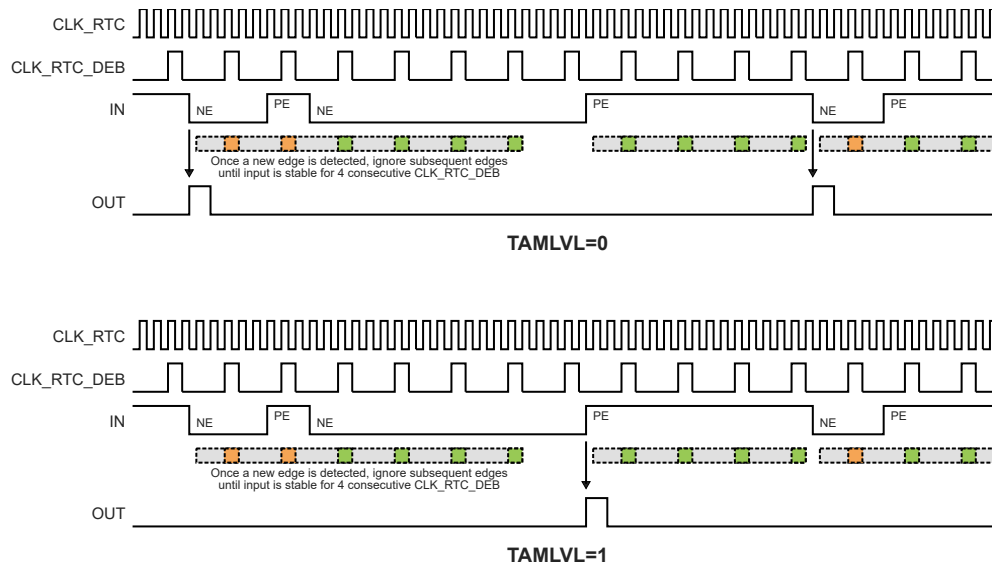 CLK_RTC
CLK_RTC_DEB
IN
NE
PE
NE
PE
NE
PE
Once a new edge is detected, ignore subsequent edges
until input is stable for 4 consecutive CLK_RTC_DEB
OUT
TAMLVL=0
CLK_RTC
CLK_RTC_DEB
IN
NE
PE
NE
PE
NE
PE
Once a new edge is detected, ignore subsequent edges
until input is stable for 4 consecutive CLK_RTC_DEB
OUT
TAMLVL=1